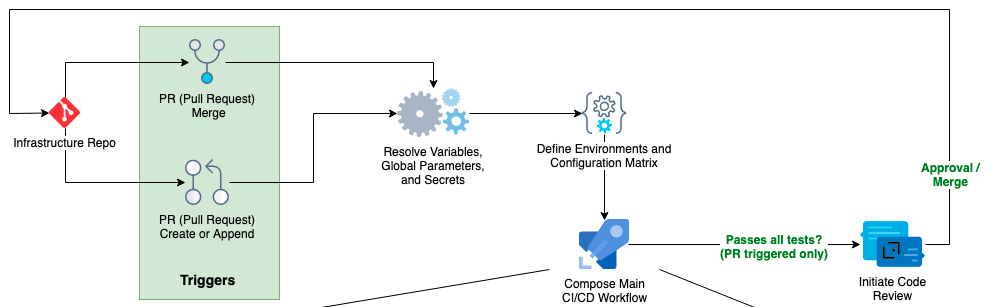 PR (Pull Request)
Merge
Infrastructure Repo
PR (Pull Request)
Create or Append
Triggers
Resolve Variables,
Global Parameters,
and Secrets
Define Environments and
Configuration Matrix
Compose Main
CI/CD Workflow
Passes all tests?
(PR triggered only)
Initiate Code
Review
Approval /
Merge